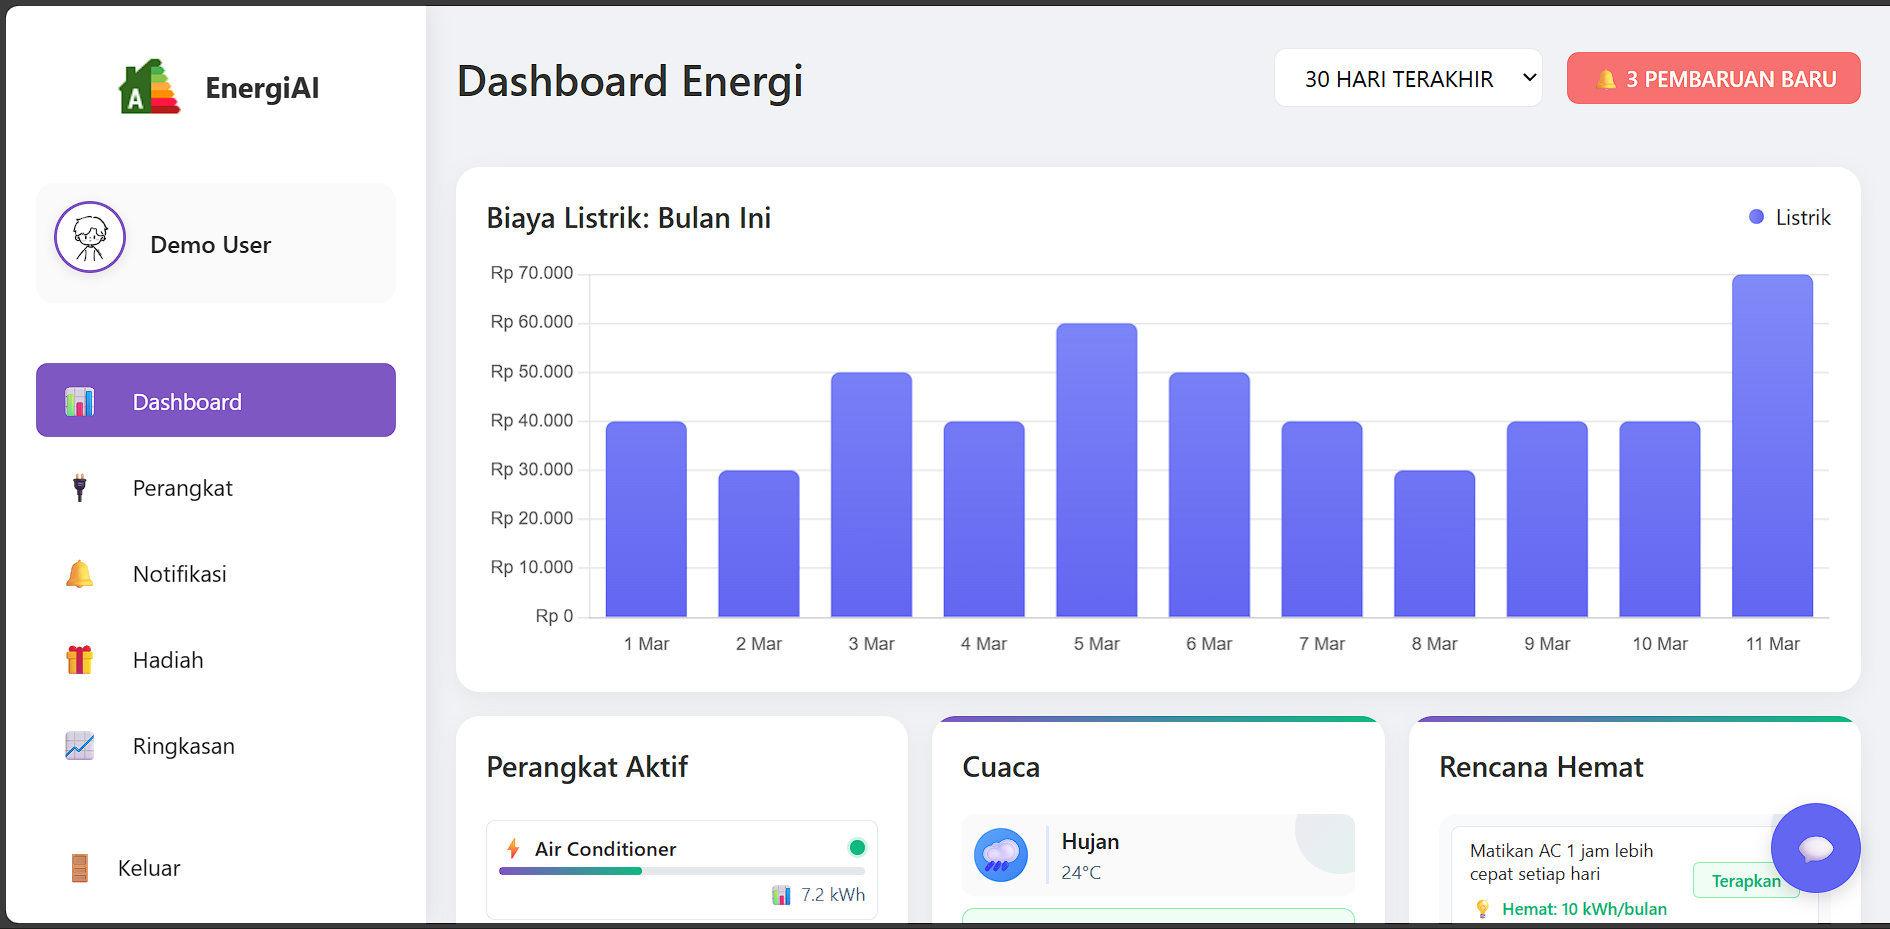 A
EnergiAI
Demo User
Dashboard
Perangkat
Notifikasi
Hadiah
Ringkasan
Keluar
Dashboard Energi
30 HARI TERAKHIR
3 PEMBARUAN BARU
Biaya Listrik: Bulan Ini
Listrik
Rp 70.000
Rp 60.000
Rp 50.000
Rp 40.000
Rp 30.000
Rp 20.000
Rp 10.000
Rp 0
1 Mar 2 Mar 3 Mar 4 Mar 5 Mar 6 Mar 7 Mar 8 Mar 9 Mar 10 Mar 11 Mar
Perangkat Aktif
Air Conditioner
7.2 kWh
Cuaca
Hujan
24°C
Rencana Hemat
Matikan AC 1 jam lebih
cepat setiap hari
Hemat: 10 kWh/bulan
Terapkan